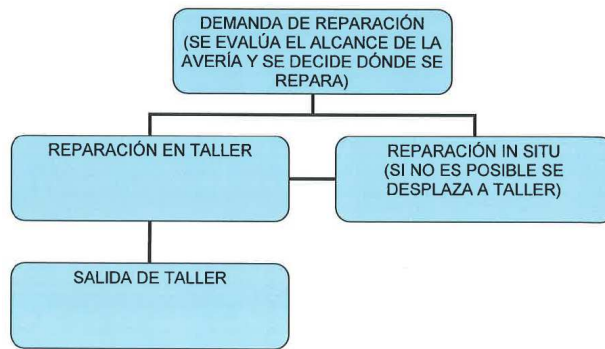 DEMANDA DE REPARACIÓN
(SE EVALÚA EL ALCANCE DE LA
AVERÍA Y SE DECIDE DÓNDE SE
REPARA)
REPARACIÓN EN TALLER
REPARACIÓN IN SITU
(SI NO ES POSIBLE SE
DESPLAZA A TALLER)
SALIDA DE TALLER